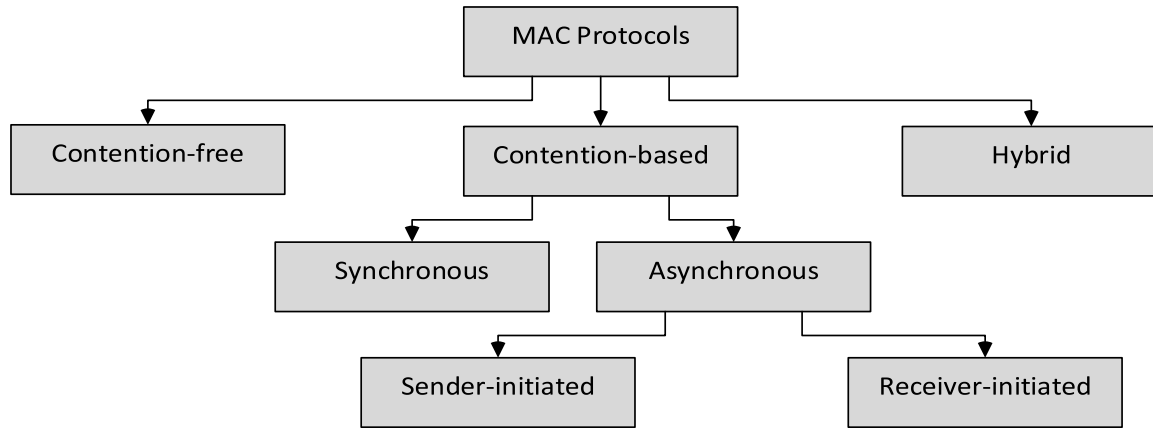 MAC Protocols
Contention-free
Contention-based
Hybrid
Synchronous
Asynchronous
Sender-initiated
Receiver-initiated